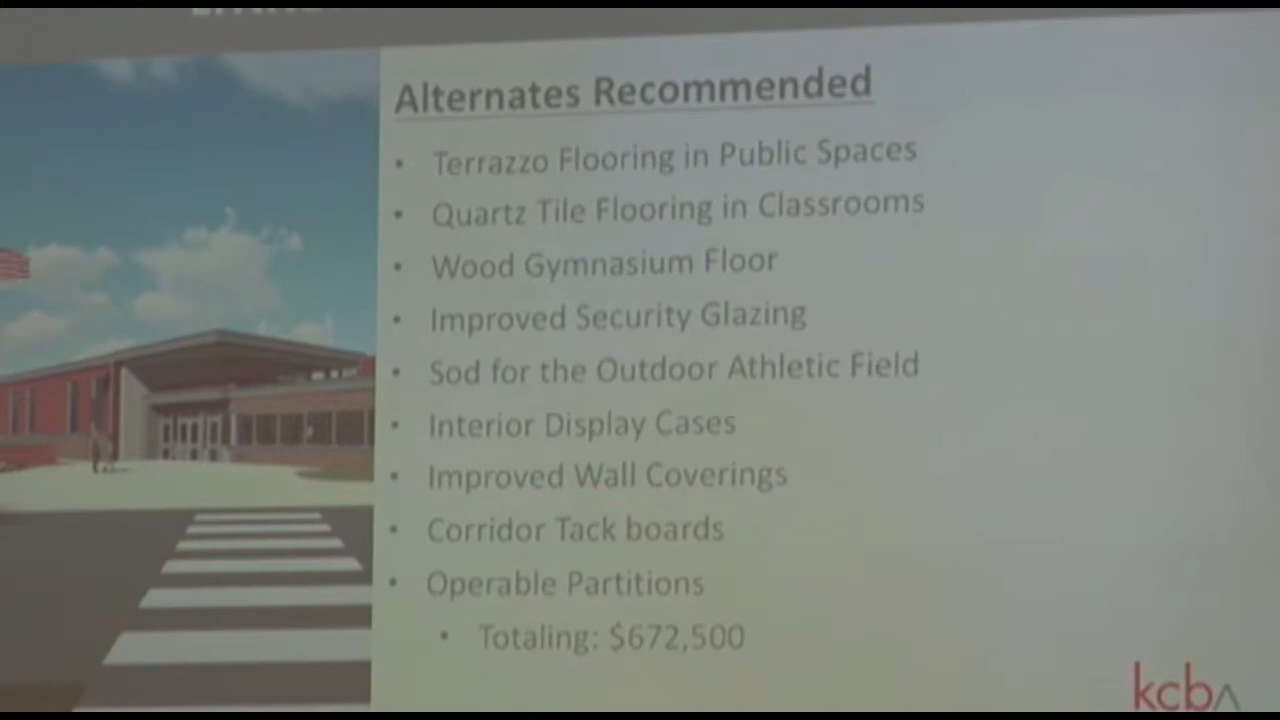 Alternates Recommended
• Terrazzo Flooring in Public Spaces
• Quartz Tile Flooring in Classrooms
• Wood Gymnasium Floor
• Improved Security Glazing
• Sod for the Outdoor Athletic Field
• Interior Display Cases
• Improved Wall Coverings
• Corridor Tack boards
• Operable Partitions
• Totaling: $672,500
kcba